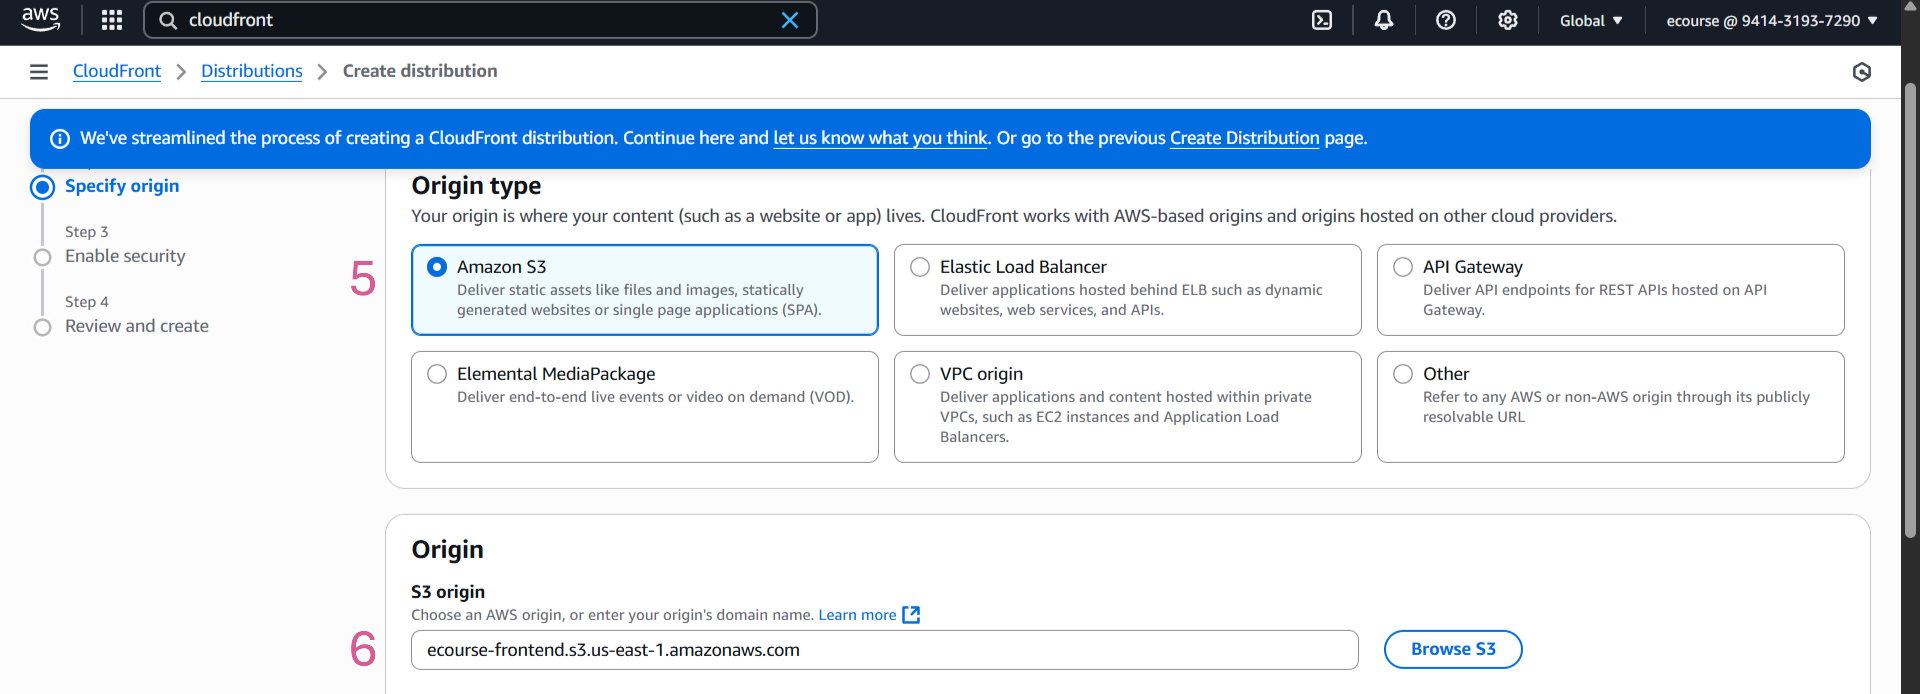 aws
cloudfront
Global
ecourse @ 9414-3193-7290
CloudFront
Distributions
Create distribution
We've streamlined the process of creating a CloudFront distribution. Continue here and let us know what you think. Or go to the previous Create Distribution page.
Specify origin
Step 3
Enable security
Step 4
Review and create
Origin type
Your origin is where your content (such as a website or app) lives. CloudFront works with AWS-based origins and origins hosted on other cloud providers.
5
Amazon S3
Deliver static assets like files and images, statically
generated websites or single page applications (SPA).
Elastic Load Balancer
Deliver applications hosted behind ELB such as dynamic
websites, web services, and APIs.
API Gateway
Deliver API endpoints for REST APIs hosted on API
Gateway.
Elemental MediaPackage
Deliver end-to-end live events or video on demand (VOD).
VPC origin
Deliver applications and content hosted within private
VPCs, such as EC2 instances and Application Load
Balancers.
Other
Refer to any AWS or non-AWS origin through its publicly
resolvable URL
Origin
S3 origin
Choose an AWS origin, or enter your origin's domain name. Learn more
6
ecourse-frontend.s3.us-east-1.amazonaws.com
Browse S3